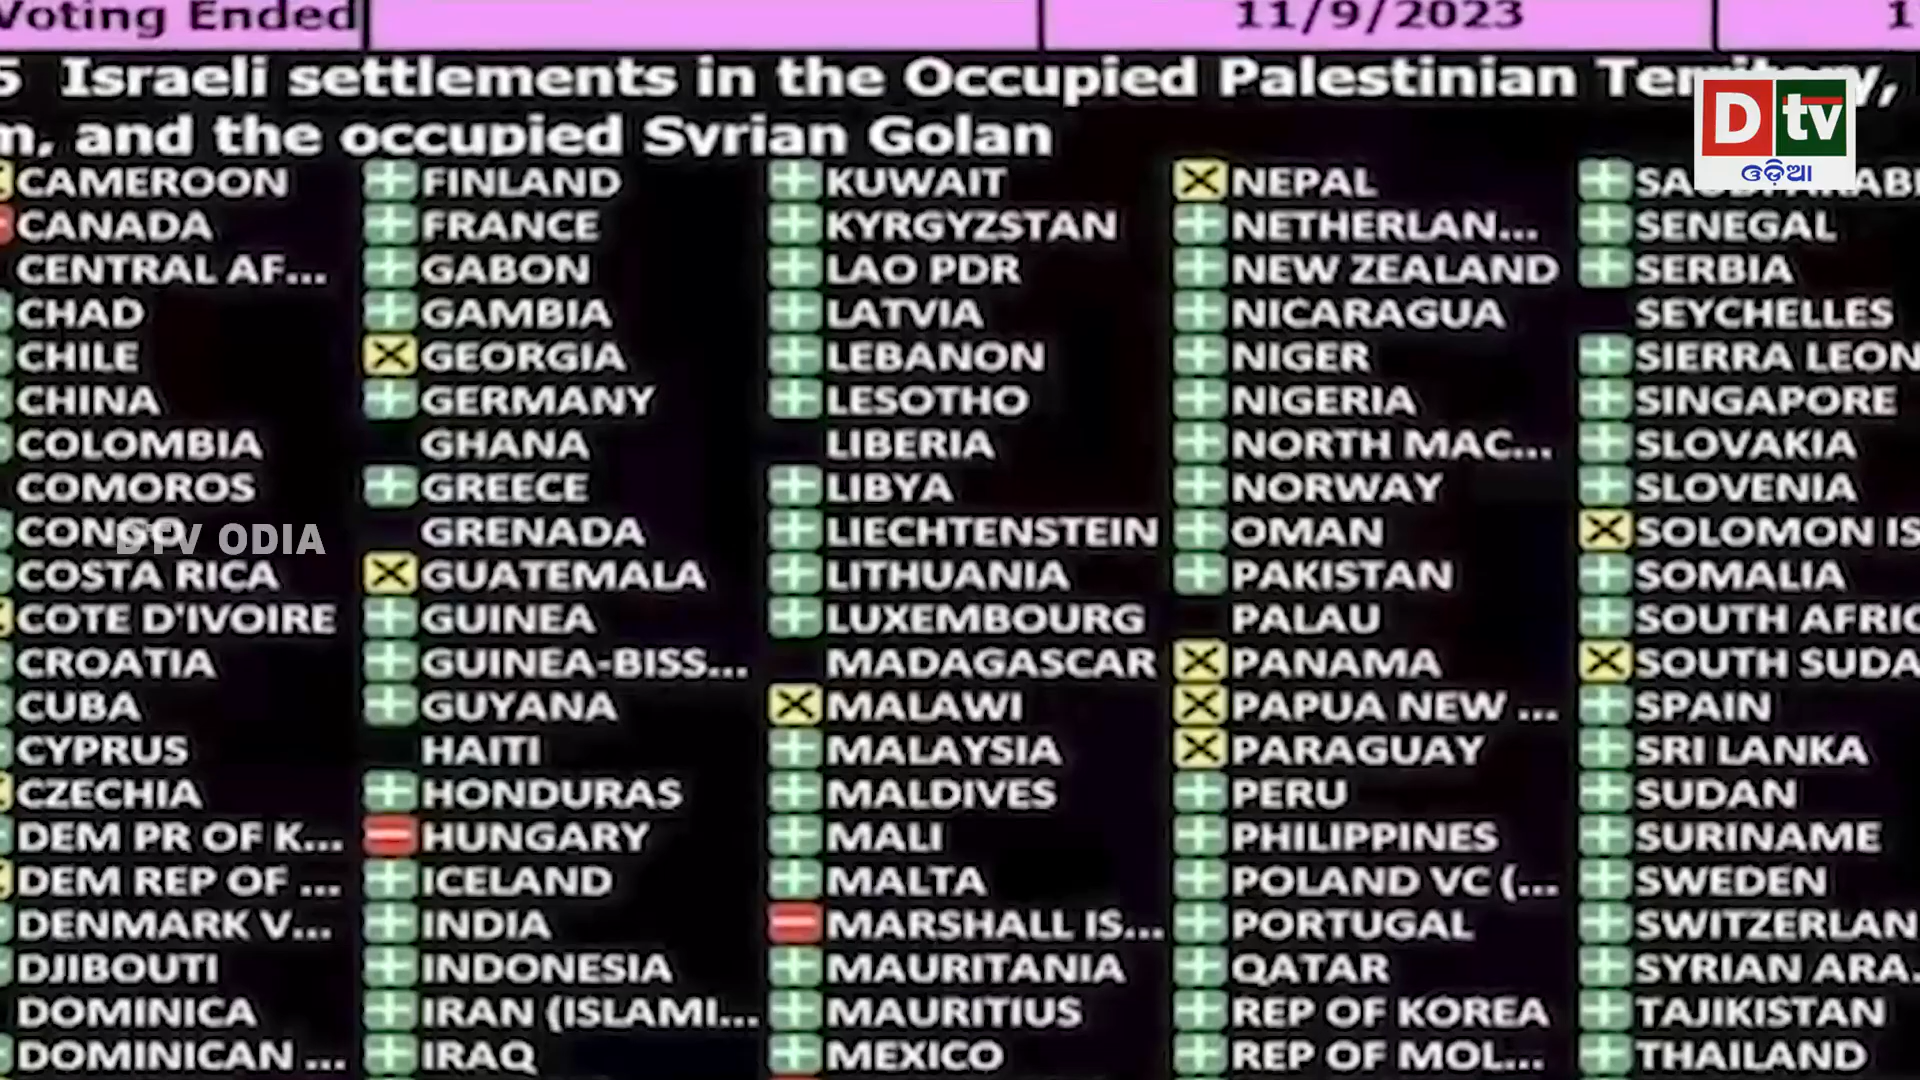 Voting Ended 11/9/2023 1
5 Israeli settlements in the Occupied Palestinian Territory,
m, and the occupied Syrian Golan
D tv
ଓଡ଼ିଆ
CAMEROON
CANADA
CENTRAL AF...
CHAD
CHILE
CHINA
COLOMBIA
COMOROS
CONGO
COSTA RICA
COTE D'IVOIRE
CROATIA
CUBA
CYPRUS
CZECHIA
DEM PR OF K...
DEM REP OF ...
DENMARK V...
DJIBOUTI
DOMINICA
DOMINICAN ...
DTV ODIA
FINLAND
FRANCE
GABON
GAMBIA
GEORGIA
GERMANY
GHANA
GREECE
GRENADA
GUATEMALA
GUINEA
GUINEA-BISS...
GUYANA
HAITI
HONDURAS
HUNGARY
ICELAND
INDIA
INDONESIA
IRAN (ISLAMI...
IRAQ
KUWAIT
KYRGYZSTAN
LAO PDR
LATVIA
LEBANON
LESOTHO
LIBERIA
LIBYA
LIECHTENSTEIN
LITHUANIA
LUXEMBOURG
MADAGASCAR
MALAWI
MALAYSIA
MALDIVES
MALI
MALTA
MARSHALL IS...
MAURITANIA
MAURITIUS
MEXICO
NEPAL
NETHERLAN...
NEW ZEALAND
NICARAGUA
NIGER
NIGERIA
NORTH MAC...
NORWAY
OMAN
PAKISTAN
PALAU
PANAMA
PAPUA NEW ...
PARAGUAY
PERU
PHILIPPINES
POLAND VC (...
PORTUGAL
QATAR
REP OF KOREA
REP OF MOL...
SENEGAL
SERBIA
SEYCHELLES
SIERRA LEON
SINGAPORE
SLOVAKIA
SLOVENIA
SOLOMON IS
SOMALIA
SOUTH AFRIC
SOUTH SUDA
SPAIN
SRI LANKA
SUDAN
SURINAME
SWEDEN
SWITZERLAN
SYRIAN ARA.
TAJIKISTAN
THAILAND